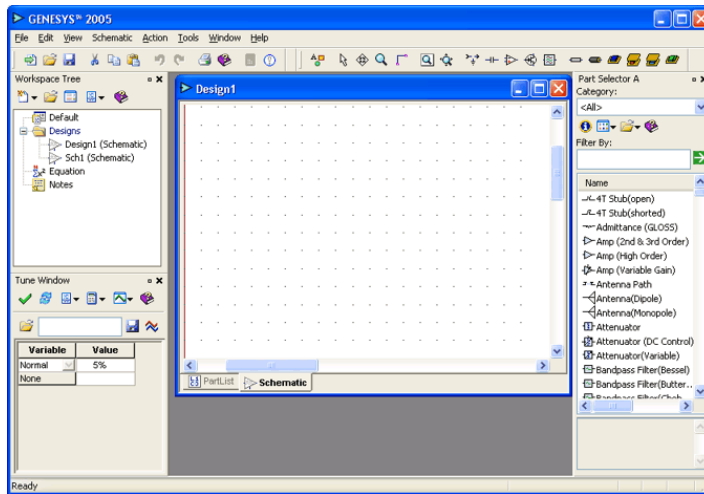 GENESYS™ 2005
File Edit View Schematic Action Tools Window Help
Workspace Tree
Default
Designs
Design1 (Schematic)
Sch1 (Schematic)
Equation
Notes
Tune Window
Variable Value
Normal 5%
None
Design1
PartList Schematic
Part Selector A
Category:
<All>
Filter By:
Name
4T Stub(open)
4T Stub(shorted)
Admittance (GLOSS)
Amp (2nd & 3rd Order)
Amp (High Order)
Amp (Variable Gain)
Antenna Path
Antenna(Dipole)
Antenna(Monopole)
Attenuator
Attenuator (DC Control)
Attenuator(Variable)
Bandpass Filter(Bessel)
Bandpass Filter(Butter...
Ready